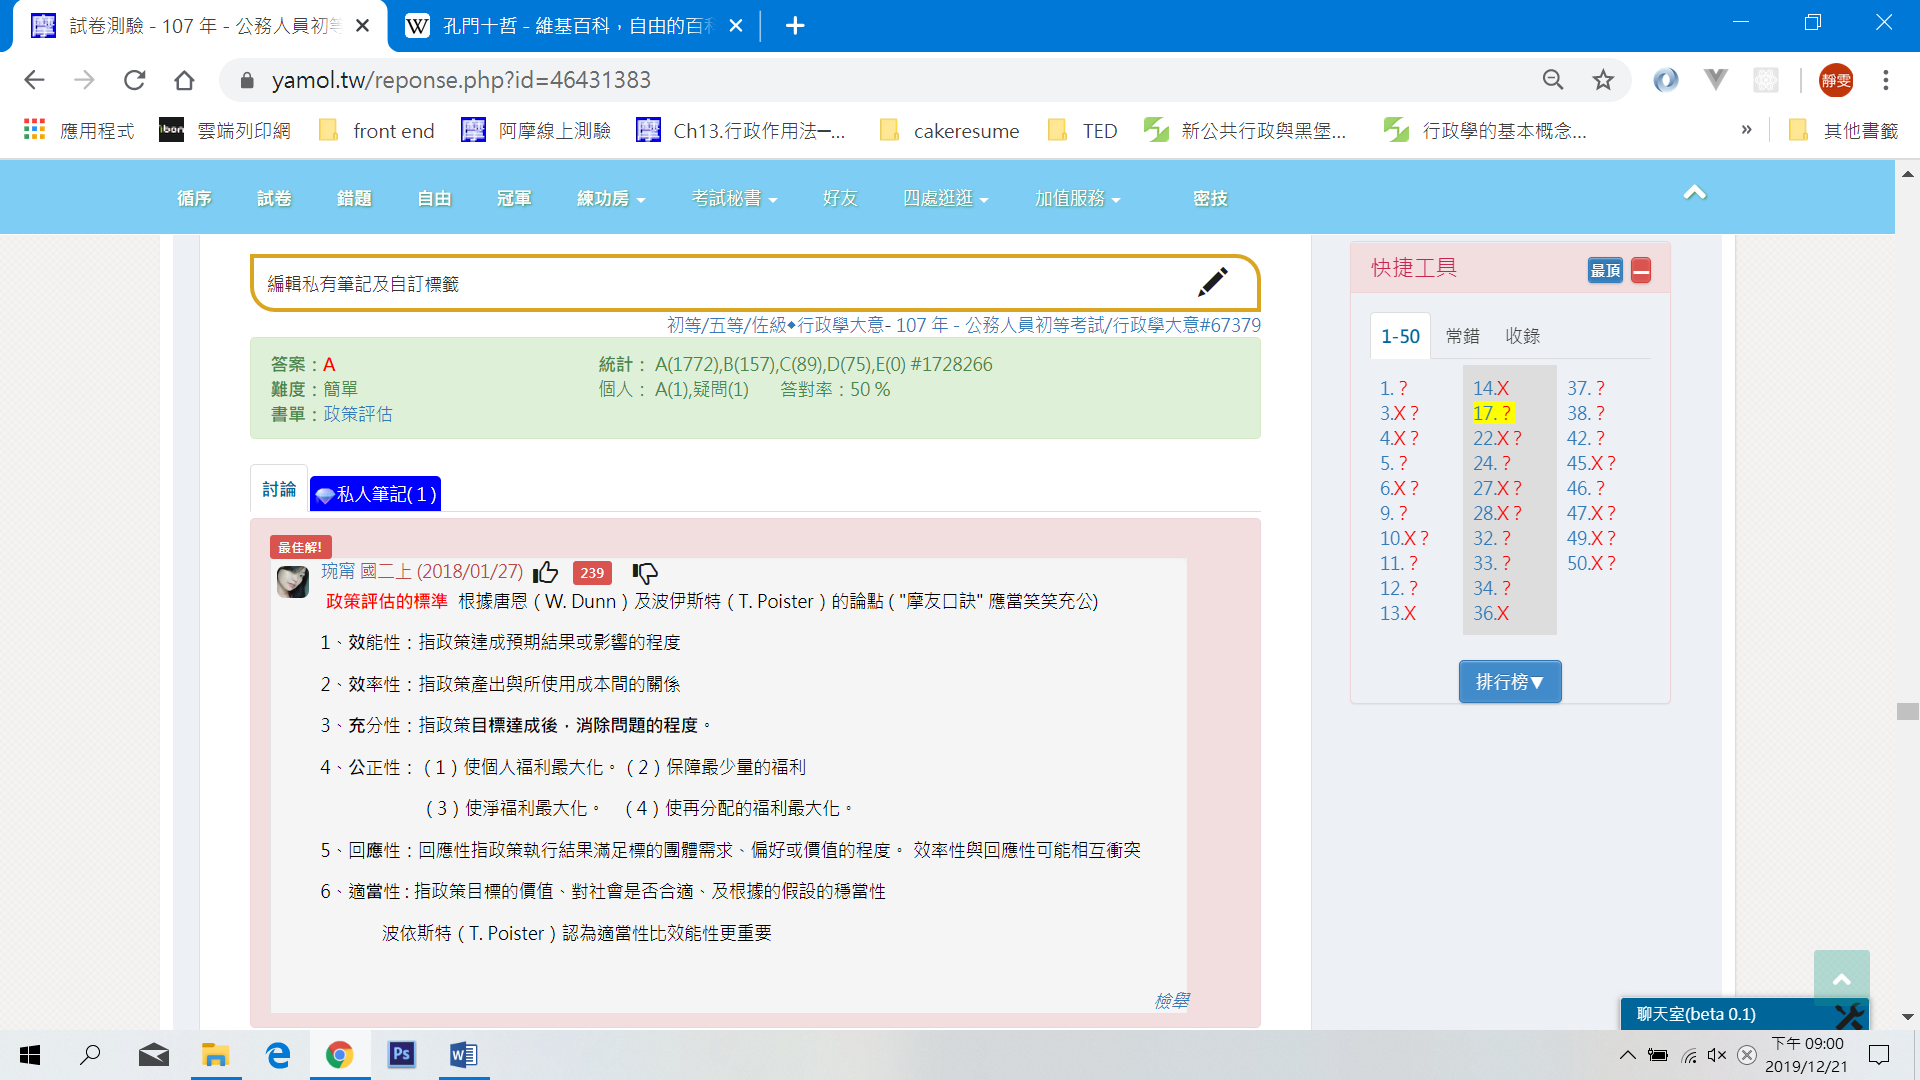 試卷測驗 - 107 年 - 公務人員初等
孔門十哲 - 維基百科，自由的百科
yamol.tw/reponse.php?id=46431383
靜雯
應用程式
ibon
雲端列印網
front end
阿摩線上測驗
Ch13.行政作用法─...
cakeresume
TED
新公共行政與黑堡...
行政學的基本概念...
»
其他書籤
循序
試卷
錯題
自由
冠軍
練功房
考試秘書
好友
四處逛逛
加值服務
密技
編輯私有筆記及自訂標籤
初等/五等/佐級◆行政學大意- 107 年 - 公務人員初等考試/行政學大意#67379
答案：A
統計： A(1772),B(157),C(89),D(75),E(0) #1728266
難度：簡單
個人： A(1),疑問(1) 答對率：50 %
書單：政策評估
討論
私人筆記( 1 )
最佳解!
琬甯 國二上 (2018/01/27)
239
政策評估的標準 根據唐恩（W. Dunn）及波伊斯特（T. Poister）的論點 ( "摩友口訣" 應當笑笑充公)
1、效能性：指政策達成預期結果或影響的程度
2、效率性：指政策產出與所使用成本間的關係
3、充分性：指政策目標達成後，消除問題的程度。
4、公正性：（1）使個人福利最大化。（2）保障最少量的福利
（3）使淨福利最大化。 （4）使再分配的福利最大化。
5、回應性：回應性指政策執行結果滿足標的團體需求、偏好或價值的程度。 效率性與回應性可能相互衝突
6、適當性 : 指政策目標的價值、對社會是否合適、及根據的假設的穩當性
波依斯特（T. Poister）認為適當性比效能性更重要
檢舉
快捷工具
最頂
1-50
常錯
收錄
1.？
3.X？
4.X？
5.？
6.X？
9.？
10.X？
11.？
12.？
13.X
14.X
17.？
22.X？
24.？
27.X？
28.X？
32.？
33.？
34.？
36.X
37.？
38.？
42.？
45.X？
46.？
47.X？
49.X？
50.X？
排行榜▼
聊天室(beta 0.1)
Ps
下午 09:00
2019/12/21